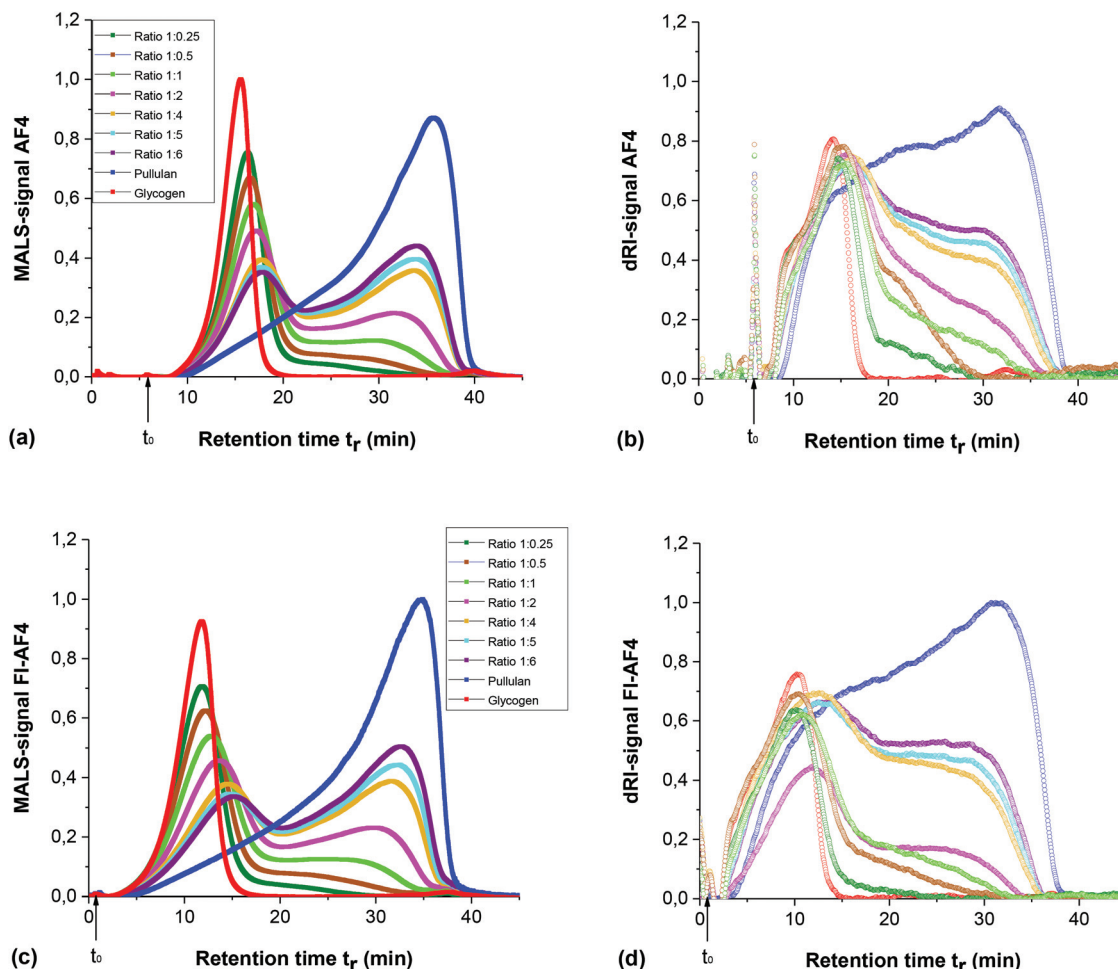 1,2
1,0
0,8
0,6
0,4
0,2
0,0
MALS-signal AF4
Ratio 1:0.25
Ratio 1:0.5
Ratio 1:1
Ratio 1:2
Ratio 1:4
Ratio 1:5
Ratio 1:6
Pullulan
Glycogen
0 10 20 30 40
t₀
Retention time tr (min)
(a)
1,2
1,0
0,8
0,6
0,4
0,2
0,0
dRI-signal AF4
0 10 20 30 40
t₀
Retention time tr (min)
(b)
1,2
1,0
0,8
0,6
0,4
0,2
0,0
MALS-signal FI-AF4
Ratio 1:0.25
Ratio 1:0.5
Ratio 1:1
Ratio 1:2
Ratio 1:4
Ratio 1:5
Ratio 1:6
Pullulan
Glycogen
0 10 20 30 40
t₀
Retention time tr (min)
(c)
1,2
1,0
0,8
0,6
0,4
0,2
0,0
dRI-signal FI-AF4
0 10 20 30 40
t₀
Retention time tr (min)
(d)